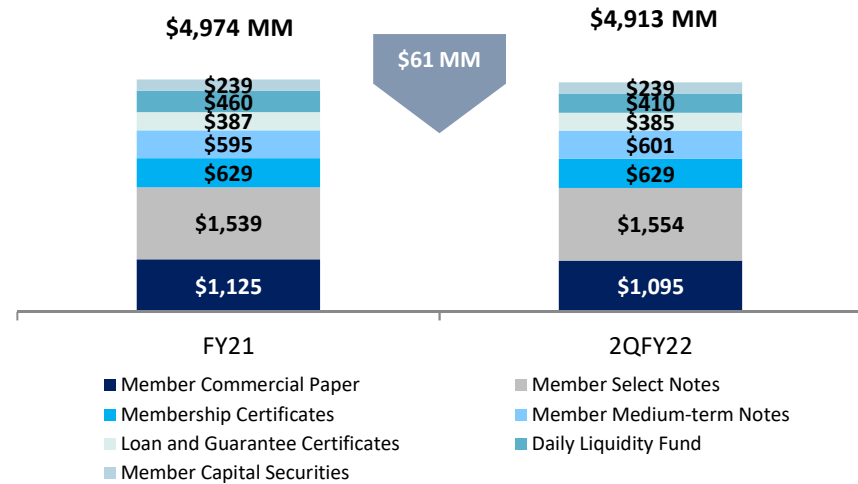 $4,974 MM
$4,913 MM
$61 MM
$239
$460
$387
$595
$629
$1,539
$1,125
$239
$410
$385
$601
$629
$1,554
$1,095
FY21
2QFY22
Member Commercial Paper
Member Select Notes
Membership Certificates
Member Medium-term Notes
Loan and Guarantee Certificates
Daily Liquidity Fund
Member Capital Securities